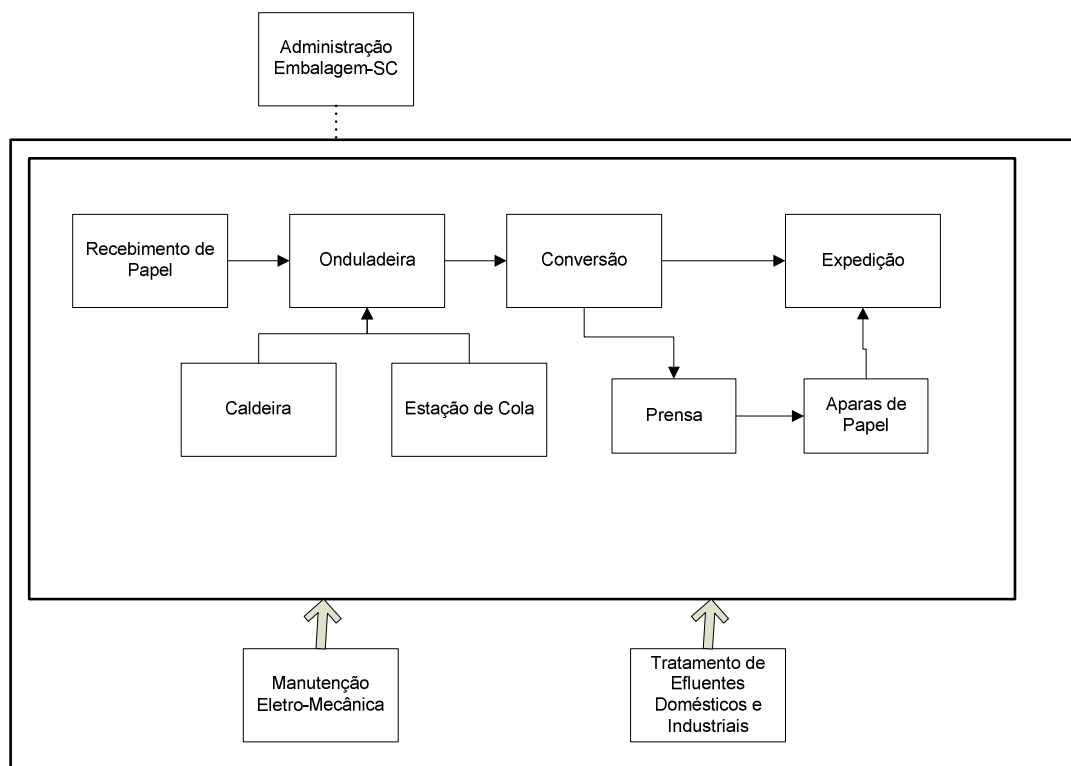 Administração
Embalagem-SC
Recebimento de
Papel
Onduladeira
Conversão
Expedição
Caldeira
Estação de Cola
Prensa
Aparas de
Papel
Manutenção
Eletro-Mecânica
Tratamento de
Efluentes
Domésticos e
Industriais